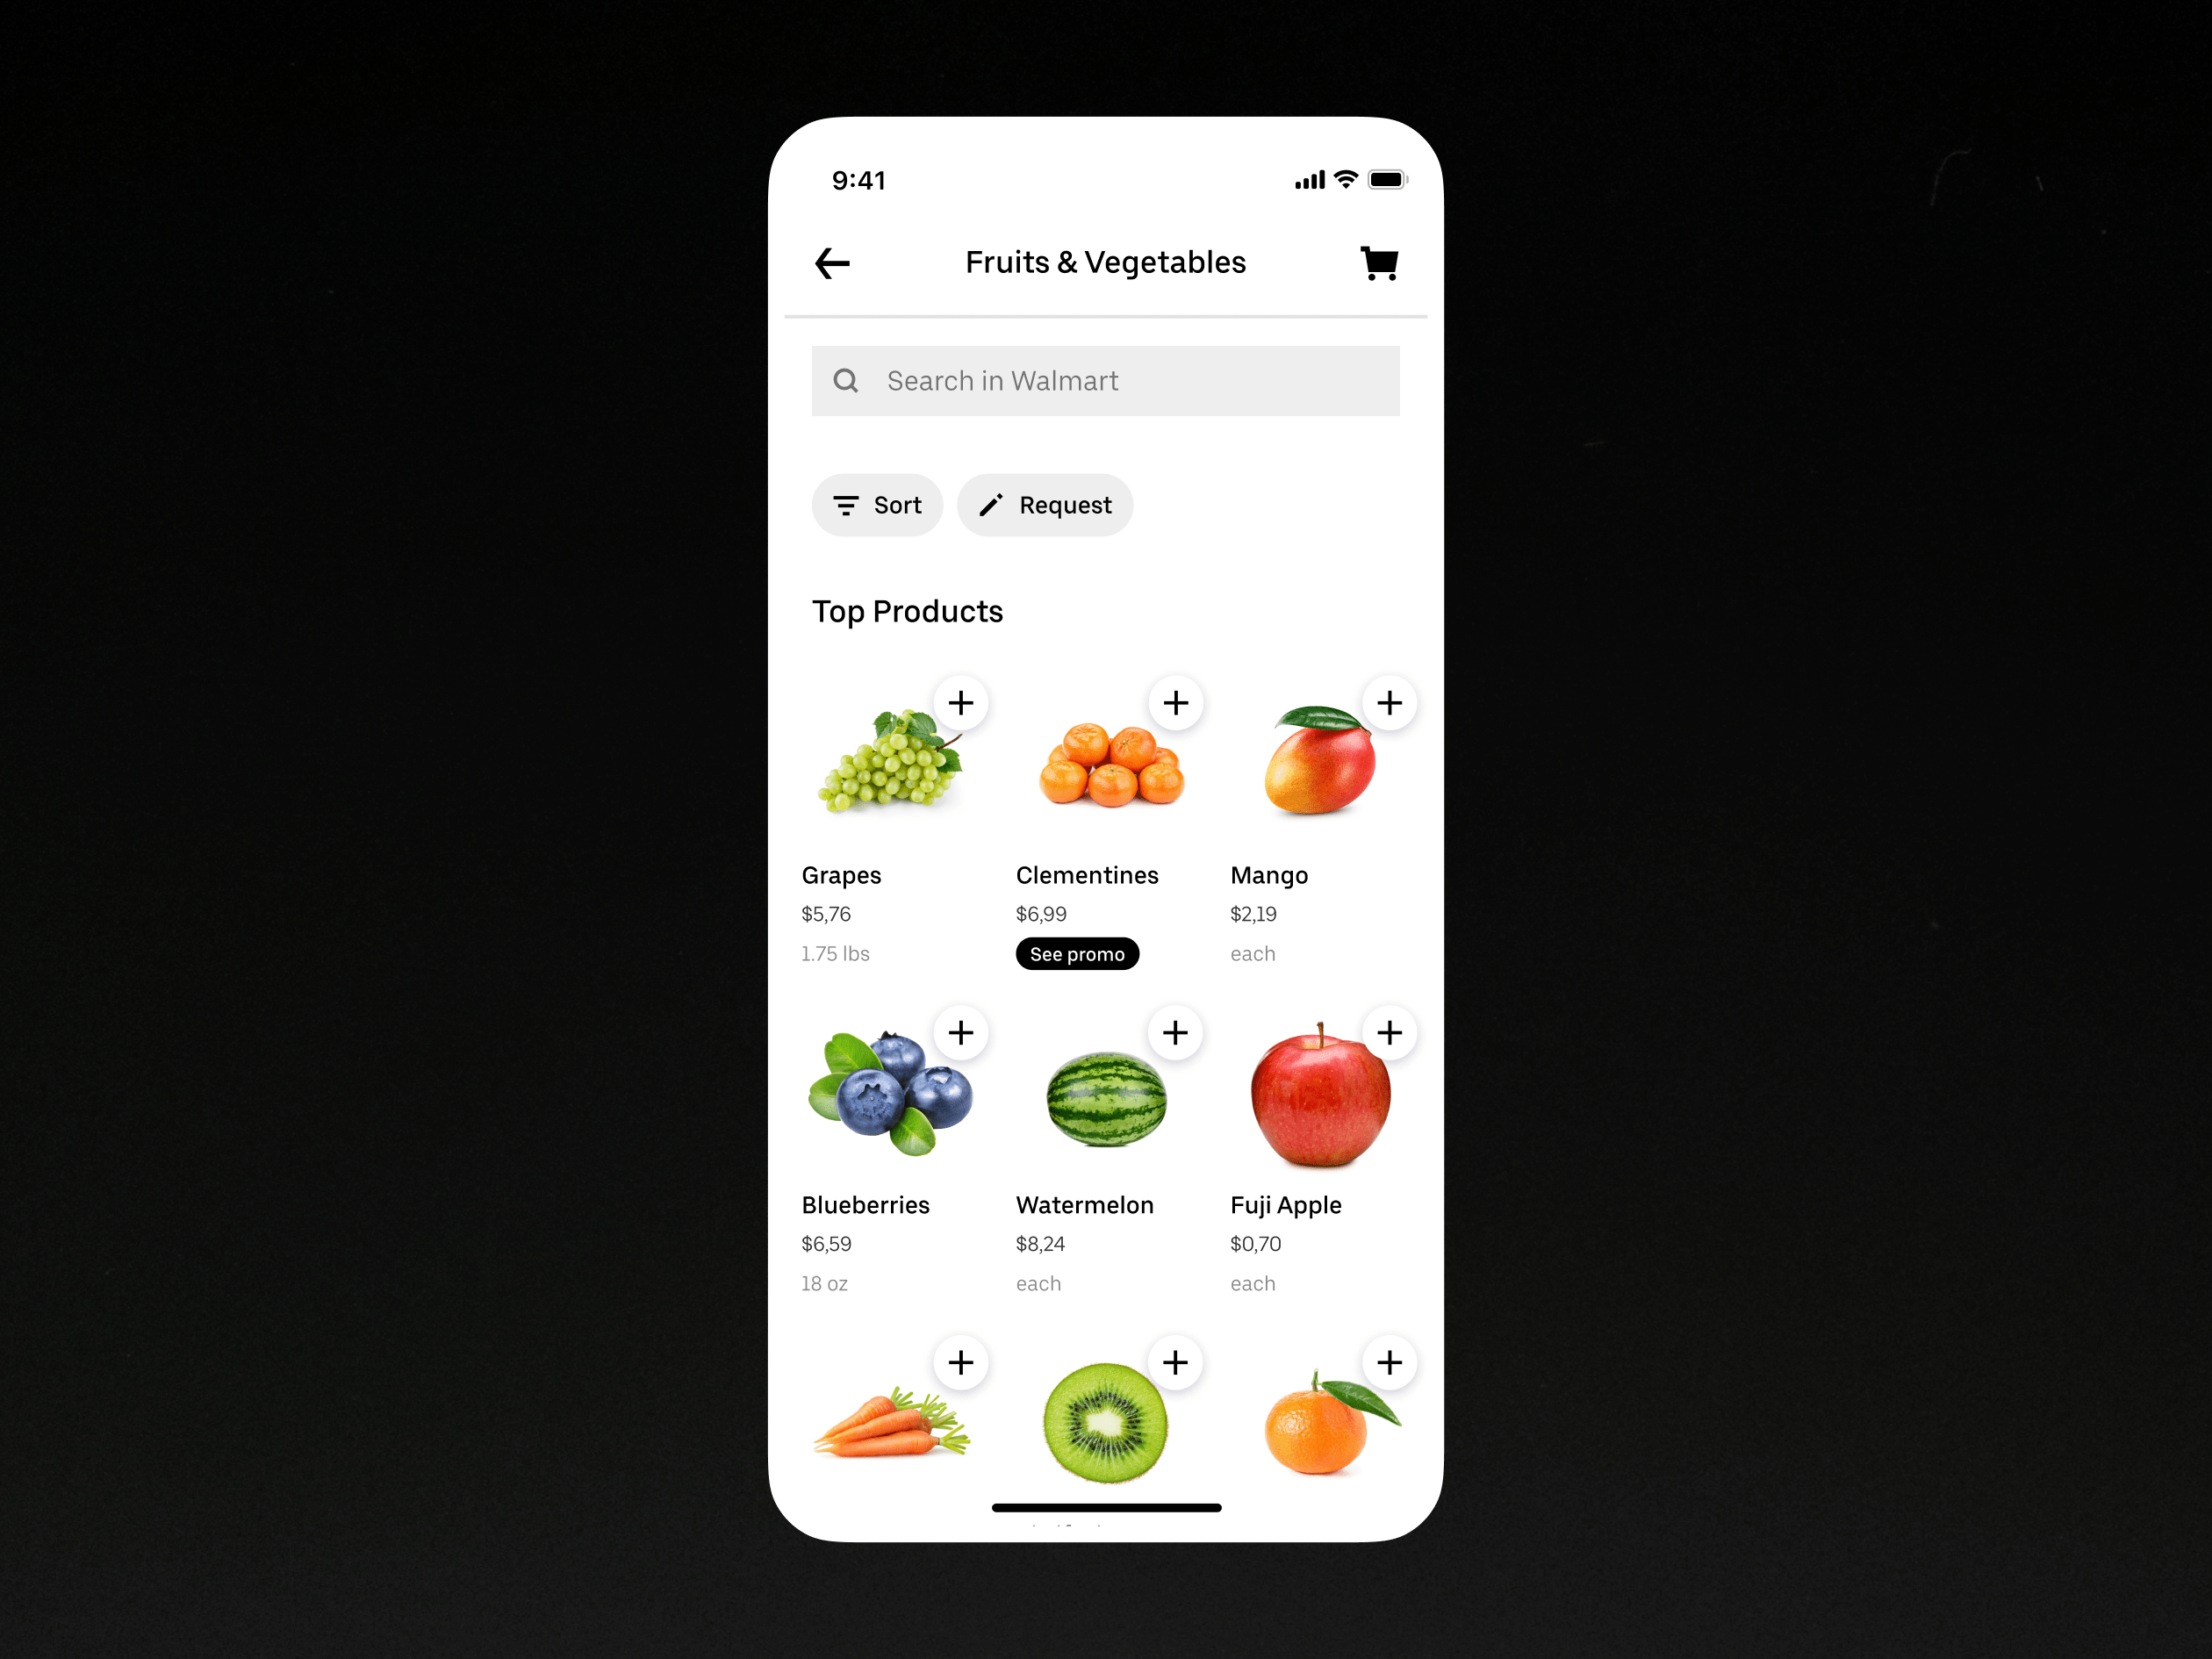 9:41
Fruits & Vegetables
Search in Walmart
Sort
Request
Top Products
Grapes
$5,76
1.75 lbs
Clementines
$6,99
See promo
Mango
$2,19
each
Blueberries
$6,59
18 oz
Watermelon
$8,24
each
Fuji Apple
$0,70
each